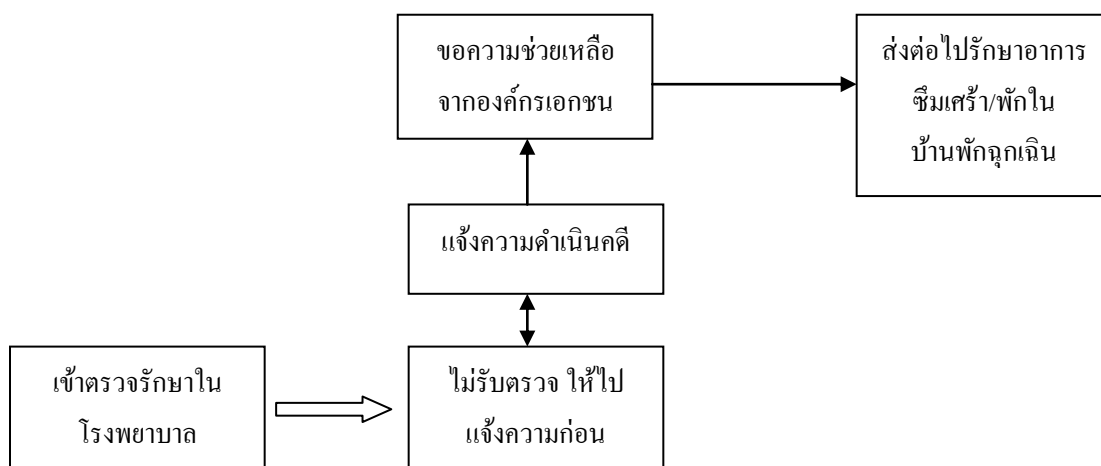 ขอความช่วยเหลือ
จากองค์กรเอกชน
ส่งต่อไปรักษาอาการ
ซึมเศร้า/พักใน
บ้านพักฉุกเฉิน
แจ้งความดำเนินคดี
เข้าตรวจรักษาใน
โรงพยาบาล
ไม่รับตรวจ ให้ไป
แจ้งความก่อน